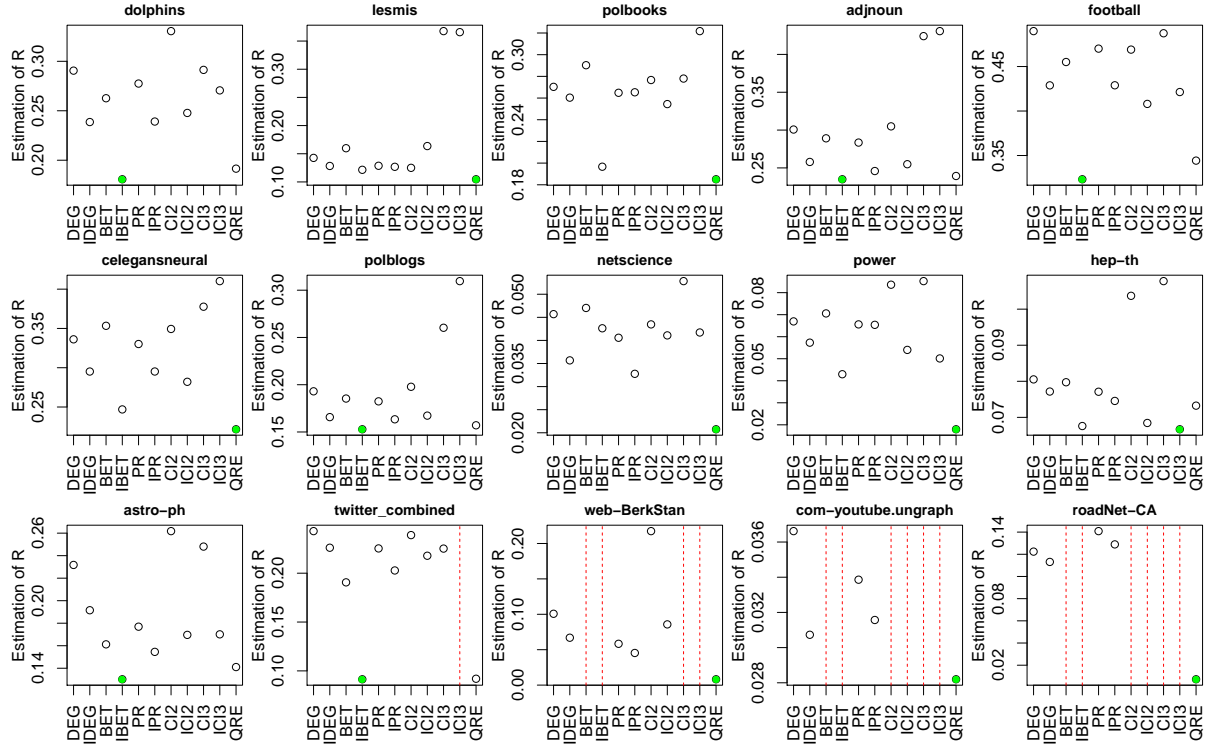 dolphins
Estimation of R
0.30
0.25
0.20
DEG IDEG BET IBET PR IPR CI2 ICI2 CI3 ICI3 QRE
lesmis
Estimation of R
0.35
0.30
0.20
0.15
0.10
DEG IDEG BET IBET PR IPR CI2 ICI2 CI3 ICI3 QRE
polbooks
Estimation of R
0.30
0.24
0.18
DEG IDEG BET IBET PR IPR CI2 ICI2 CI3 ICI3 QRE
adjnoun
Estimation of R
0.35
0.25
DEG IDEG BET IBET PR IPR CI2 ICI2 CI3 ICI3 QRE
football
Estimation of R
0.45
0.35
DEG IDEG BET IBET PR IPR CI2 ICI2 CI3 ICI3 QRE
celegansneural
Estimation of R
0.35
0.25
DEG IDEG BET IBET PR IPR CI2 ICI2 CI3 ICI3 QRE
polblogs
Estimation of R
0.30
0.25
0.20
0.15
DEG IDEG BET IBET PR IPR CI2 ICI2 CI3 ICI3 QRE
netscience
Estimation of R
0.050
0.035
0.020
DEG IDEG BET IBET PR IPR CI2 ICI2 CI3 ICI3 QRE
power
Estimation of R
0.08
0.05
0.02
DEG IDEG BET IBET PR IPR CI2 ICI2 CI3 ICI3 QRE
hep−th
Estimation of R
0.09
0.07
DEG IDEG BET IBET PR IPR CI2 ICI2 CI3 ICI3 QRE
astro−ph
Estimation of R
0.26
0.20
0.14
DEG IDEG BET IBET PR IPR CI2 ICI2 CI3 ICI3 QRE
twitter_combined
Estimation of R
0.20
0.15
0.10
DEG IDEG BET IBET PR IPR CI2 ICI2 CI3 ICI3 QRE
web−BerkStan
Estimation of R
0.20
0.10
0.00
DEG IDEG BET IBET PR IPR CI2 ICI2 CI3 ICI3 QRE
com−youtube.ungraph
Estimation of R
0.036
0.032
0.028
DEG IDEG BET IBET PR IPR CI2 ICI2 CI3 ICI3 QRE
roadNet−CA
Estimation of R
0.14
0.08
0.02
DEG IDEG BET IBET PR IPR CI2 ICI2 CI3 ICI3 QRE